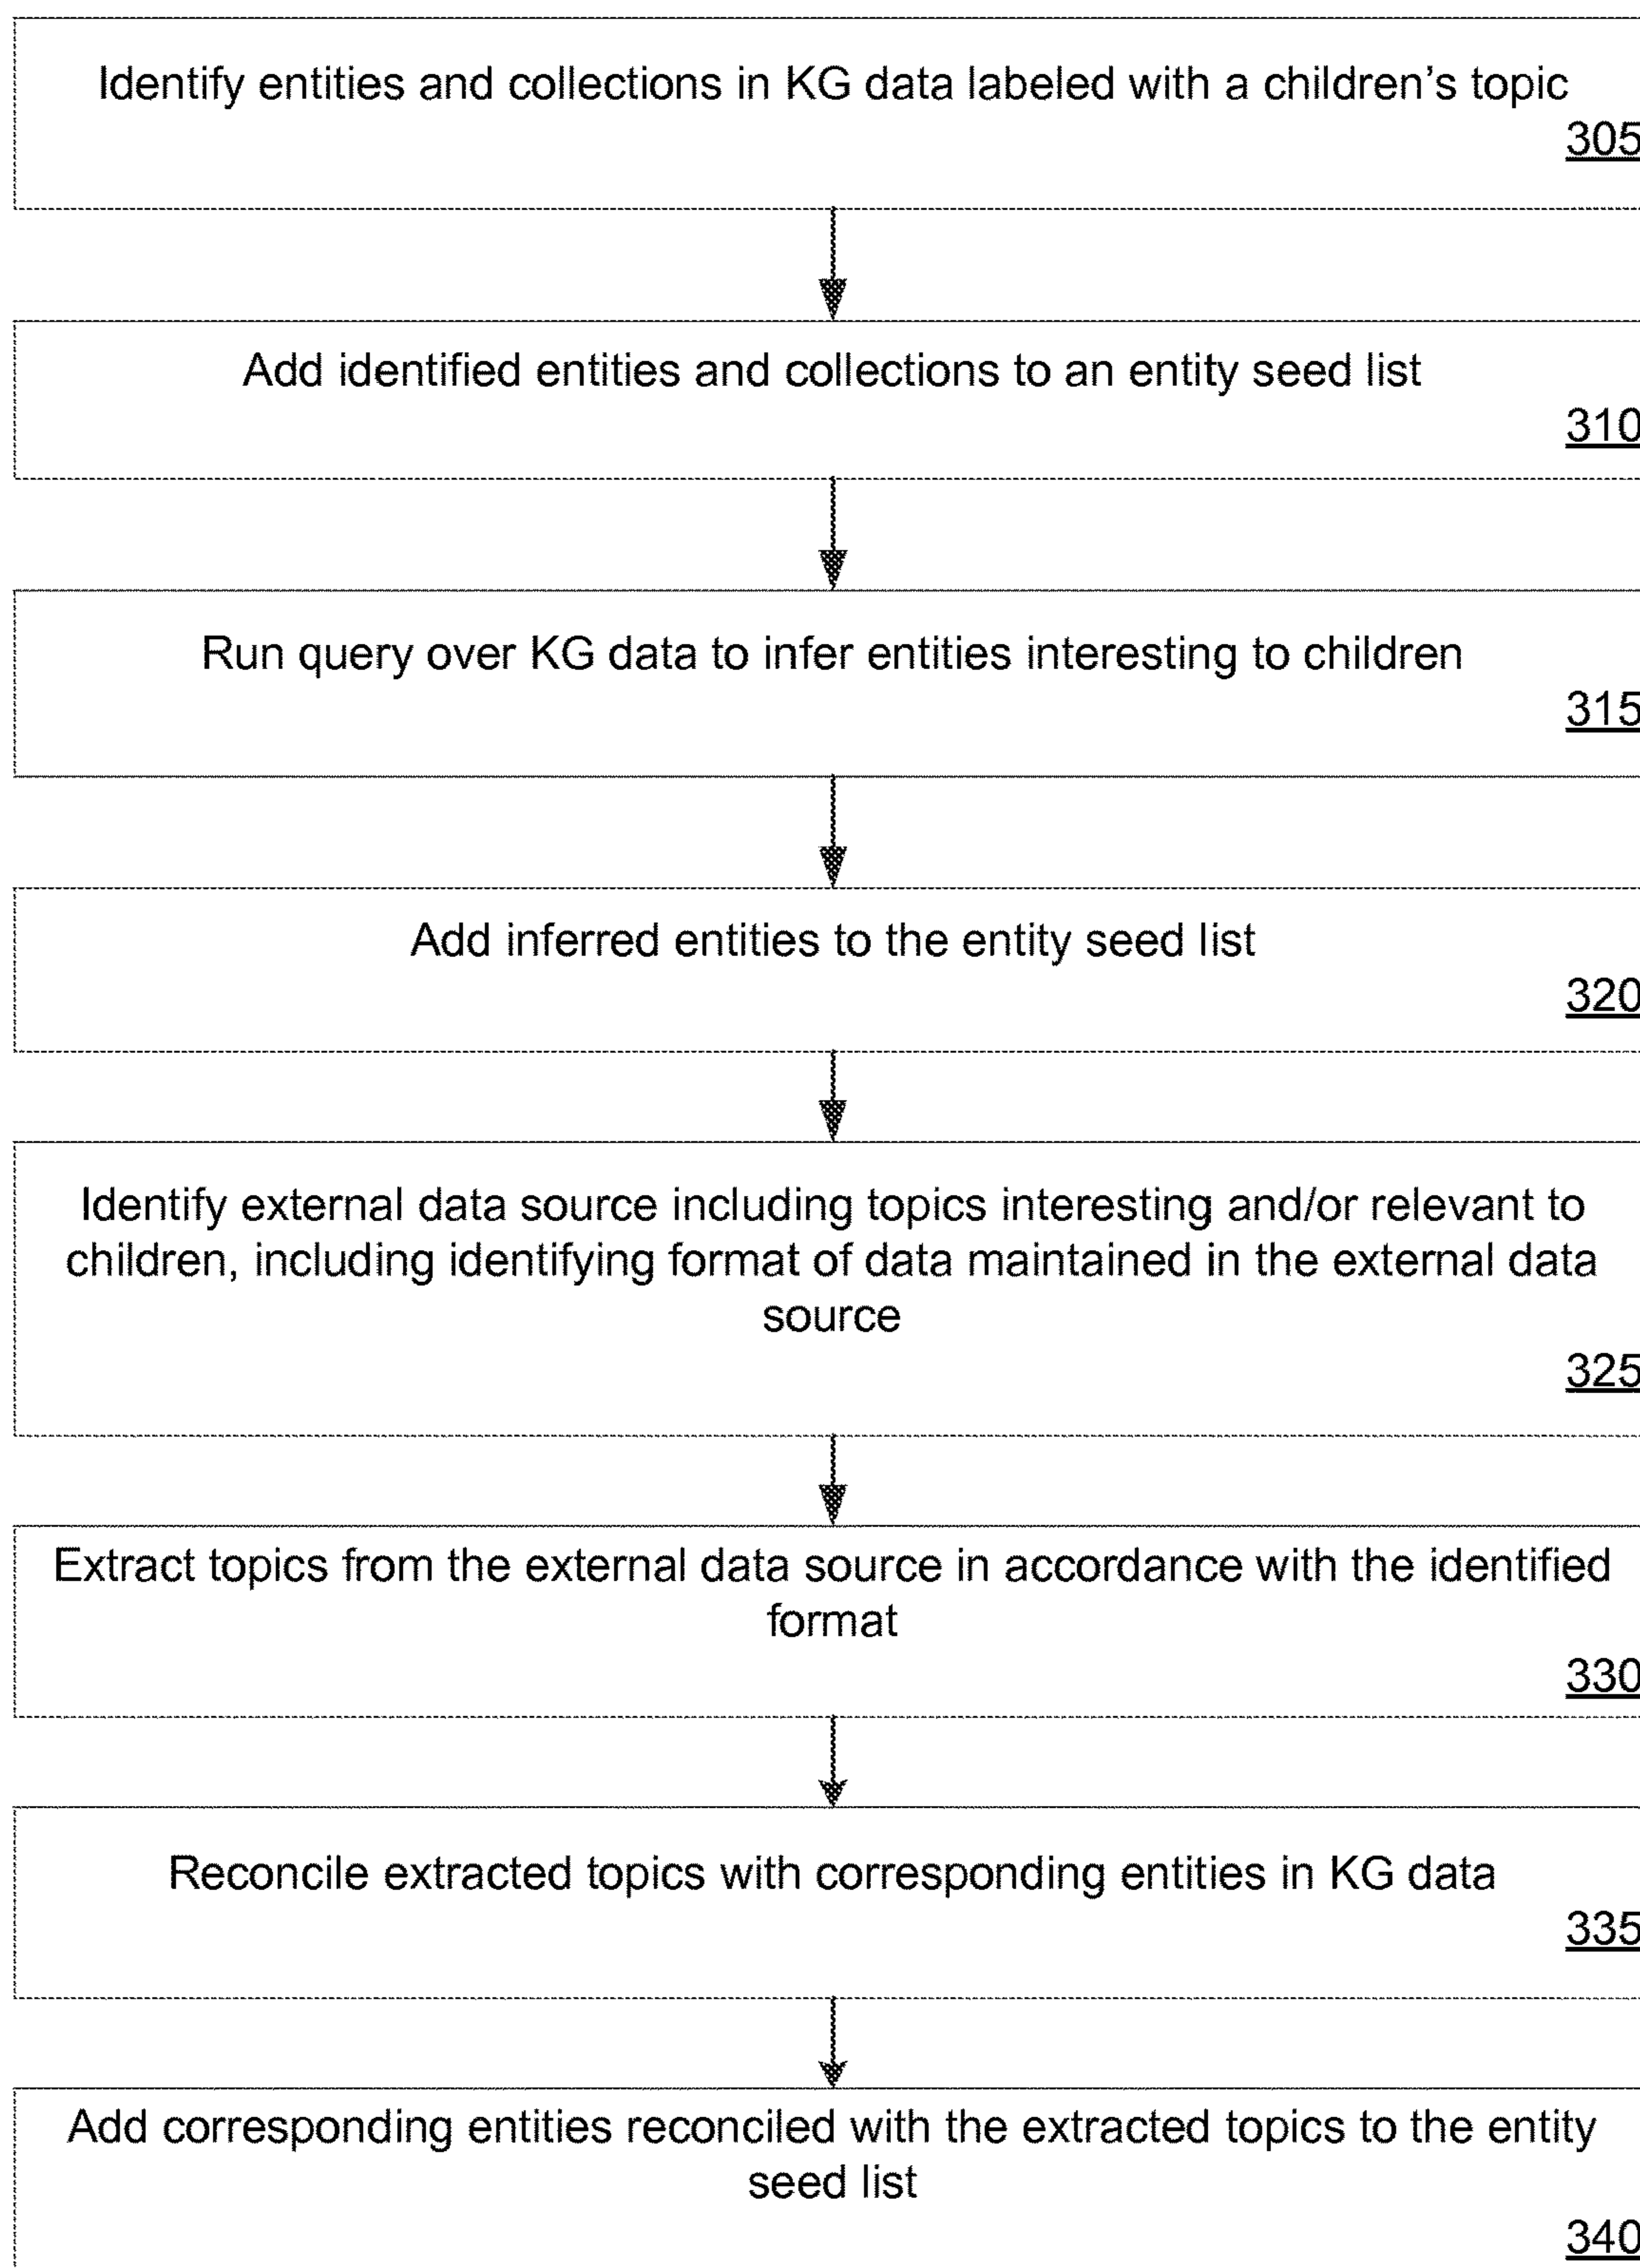 Identify entities and collections in KG data labeled with a children’s topic
305
Add identified entities and collections to an entity seed list
310
Run query over KG data to infer entities interesting to children
315
Add inferred entities to the entity seed list
320
Identify external data source including topics interesting and/or relevant to
children, including identifying format of data maintained in the external data
source
325
Extract topics from the external data source in accordance with the identified
format
330
Reconcile extracted topics with corresponding entities in KG data
335
Add corresponding entities reconciled with the extracted topics to the entity
seed list
340